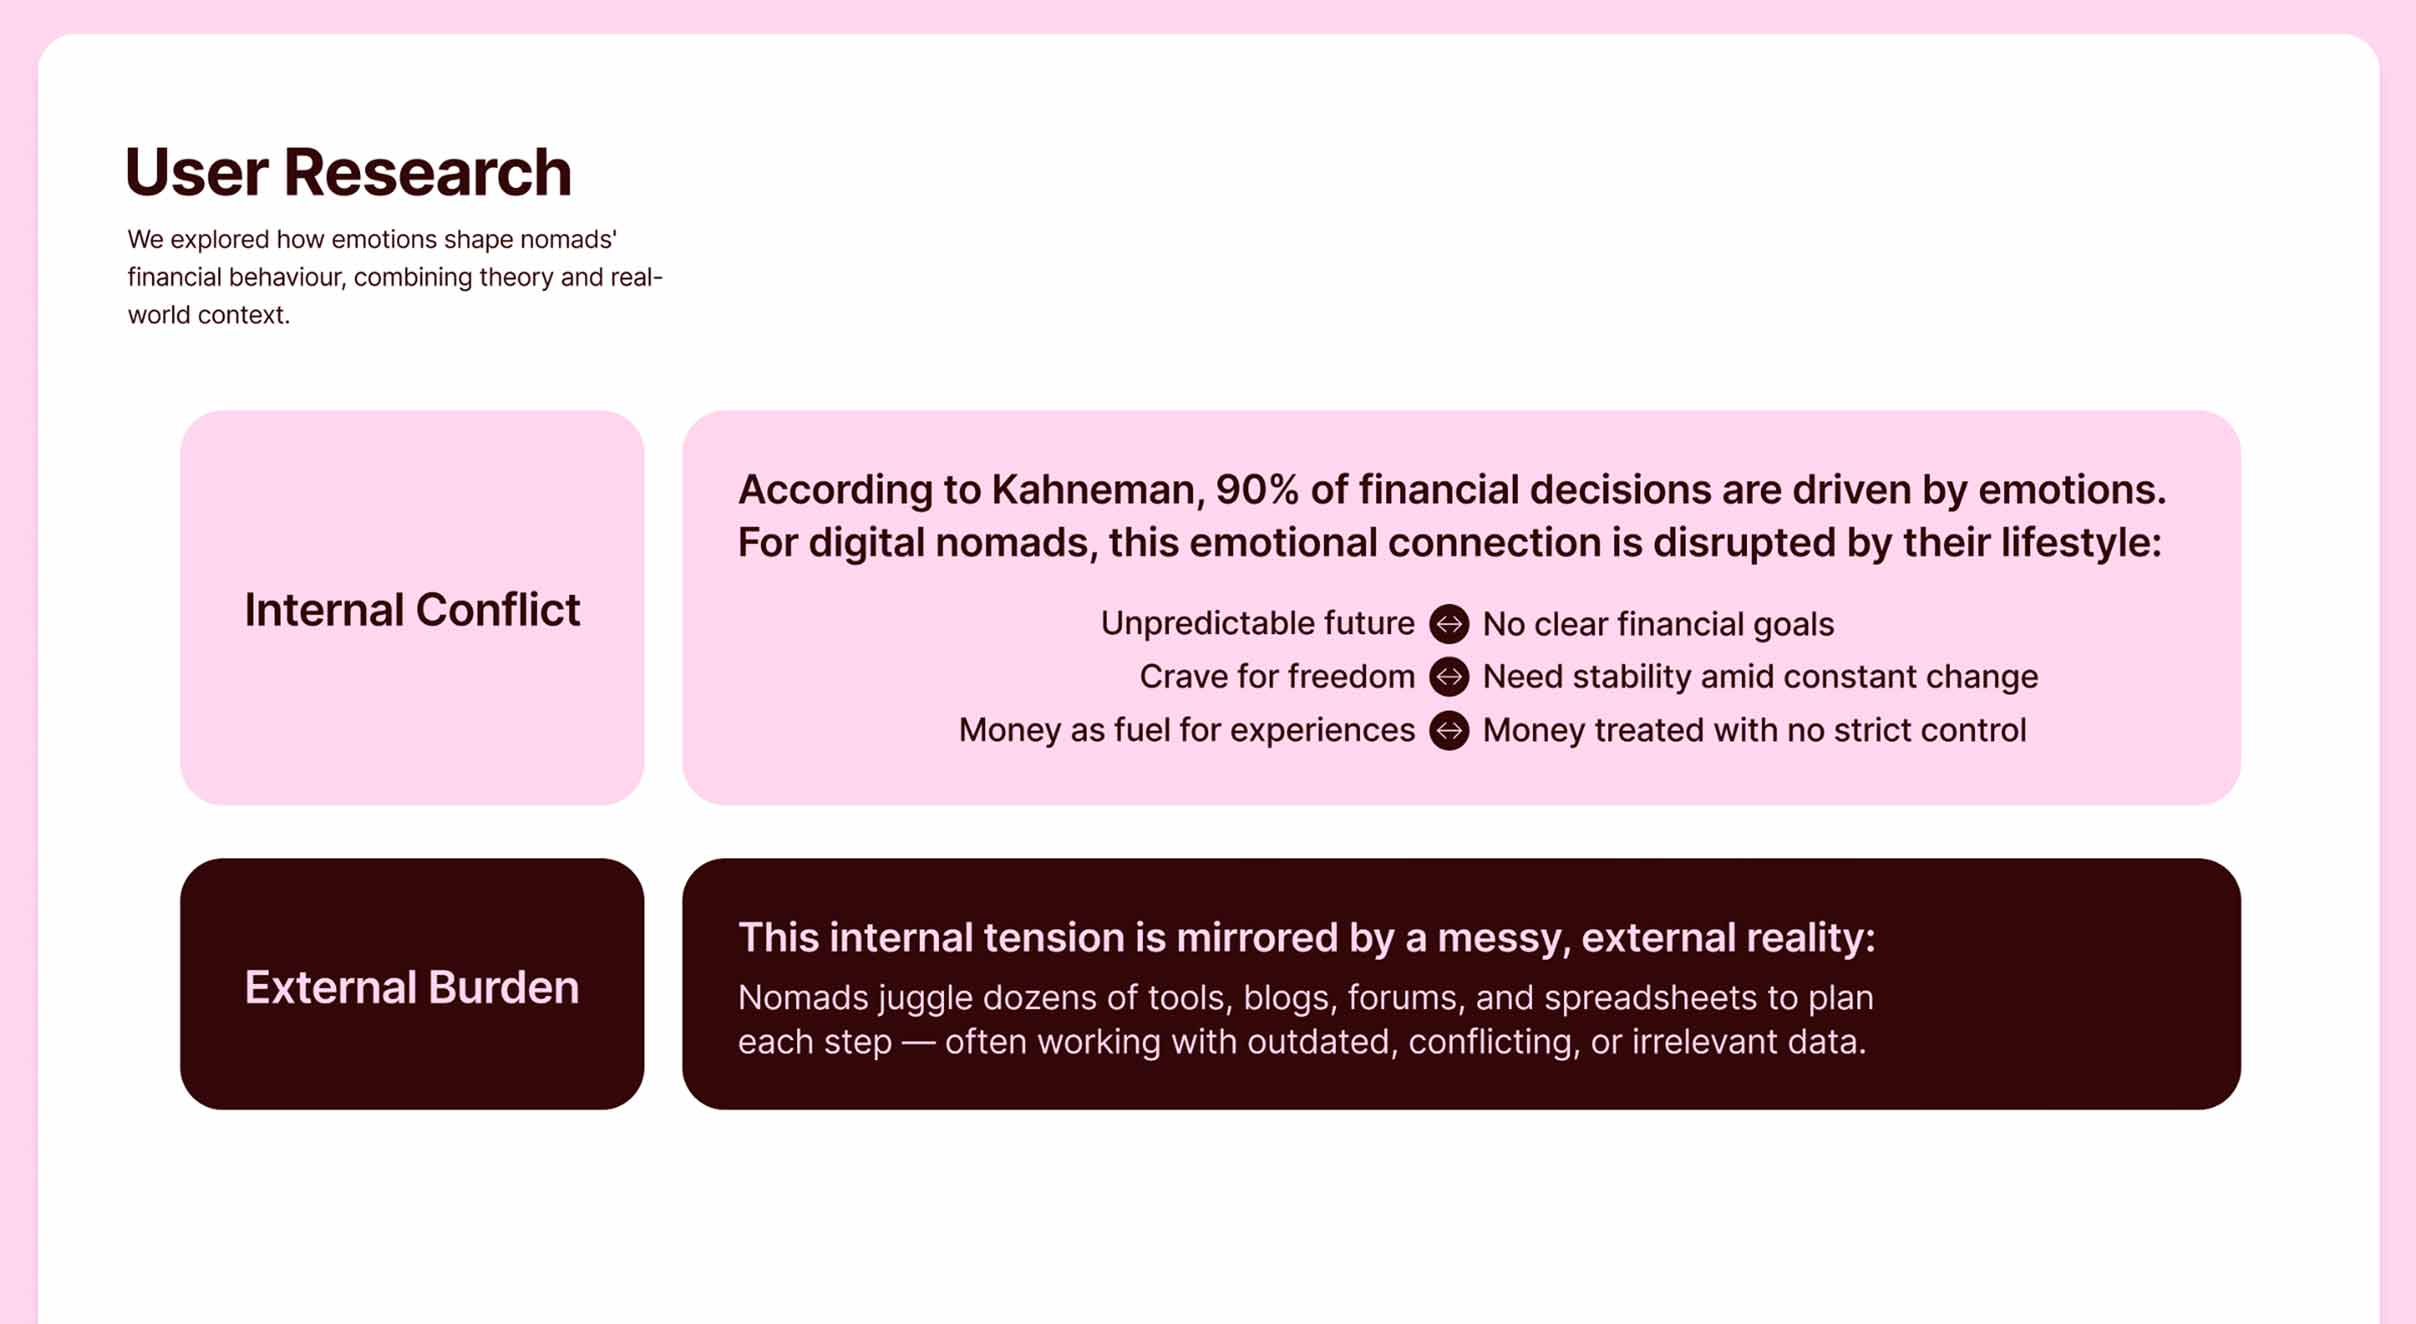 User Research
We explored how emotions shape nomads'
financial behaviour, combining theory and real-
world context.
Internal Conflict
According to Kahneman, 90% of financial decisions are driven by emotions.
For digital nomads, this emotional connection is disrupted by their lifestyle:
Unpredictable future ↔ No clear financial goals
Crave for freedom ↔ Need stability amid constant change
Money as fuel for experiences ↔ Money treated with no strict control
External Burden
This internal tension is mirrored by a messy, external reality:
Nomads juggle dozens of tools, blogs, forums, and spreadsheets to plan
each step — often working with outdated, conflicting, or irrelevant data.